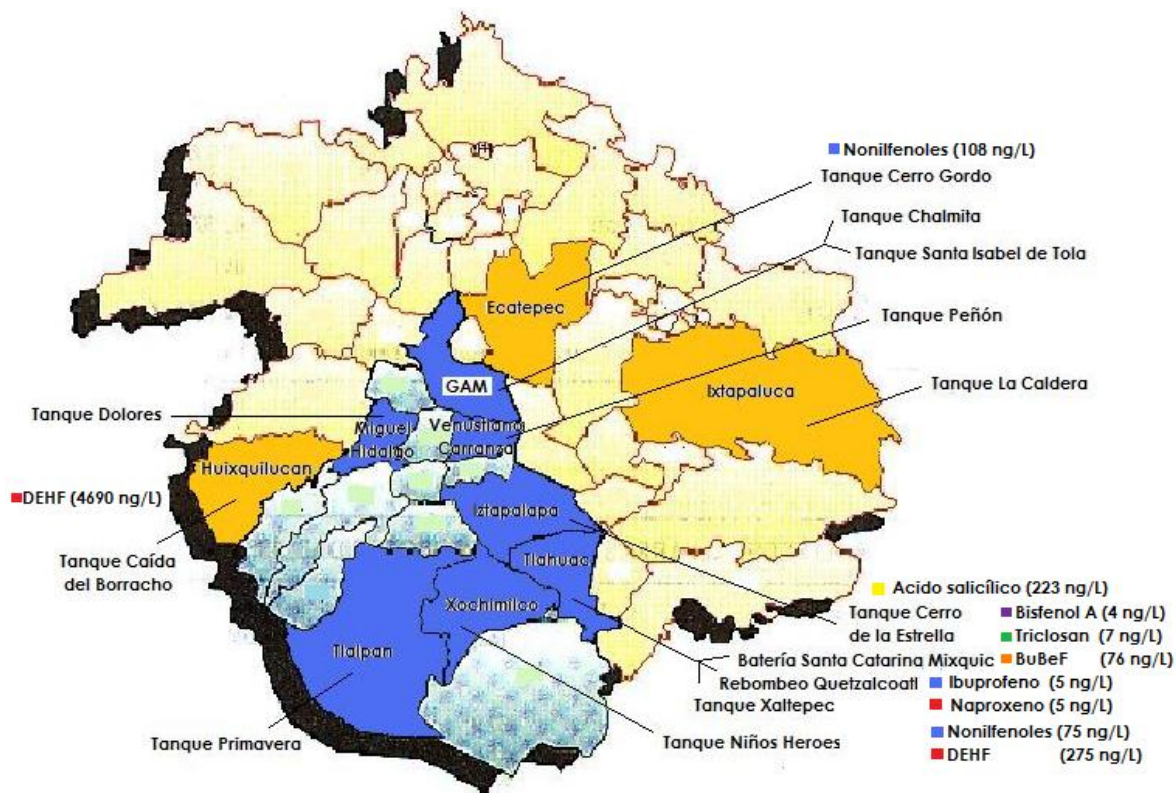 Nonilfenoles (108 ng/L)
Tanque Cerro Gordo
Tanque Chalmita
Tanque Santa Isabel de Tola
Ecatepec
Tanque Peñón
GAM
Ixtapaluca
Tanque La Caldera
Tanque Dolores
Miguel
Hidalgo
Venustiano
Carranza
Huixquilucan
DEHF (4690 ng/L)
Iztapalapa
Tanque Caída
del Borracho
Tlahuac
Acido salicílico (223 ng/L)
Xochimilco
Tanque Cerro
de la Estrella
Bisfenol A (4 ng/L)
Triclosan (7 ng/L)
Tlalpan
Batería Santa Catarina Mixquic
BuBeF (76 ng/L)
Rebombeo Quetzalcoatl
Ibuprofeno (5 ng/L)
Tanque Xaltepec
Naproxeno (5 ng/L)
Tanque Primavera
Tanque Niños Heroes
Nonilfenoles (75 ng/L)
DEHF (275 ng/L)